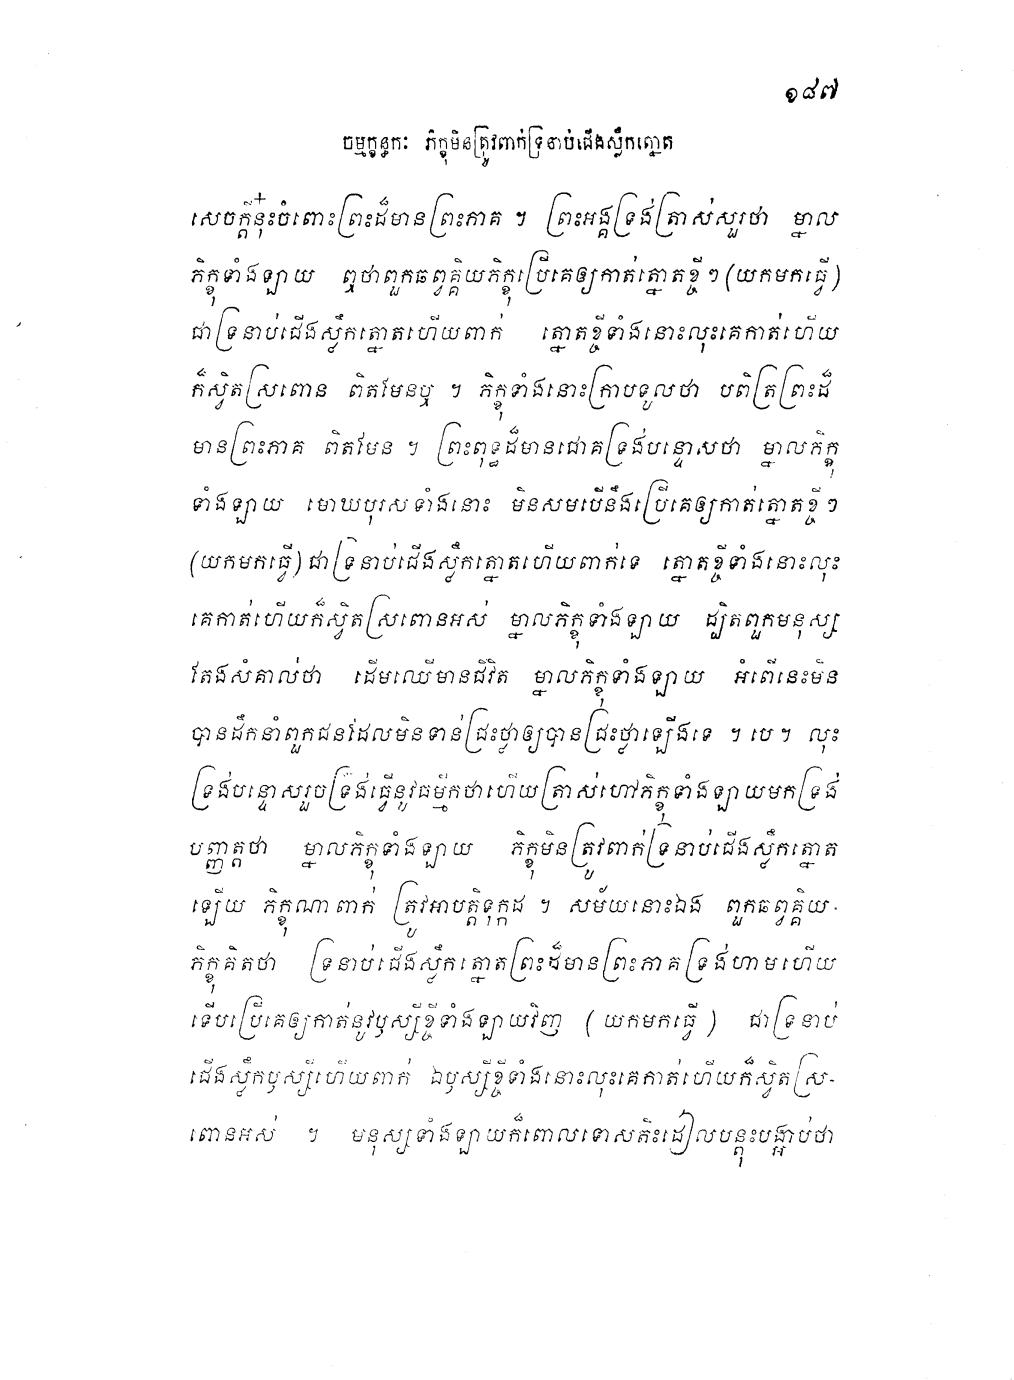 ១៨៧
ចម្មក្ខន្ធកៈ ភិក្ខុមិនត្រូវពាក់ទ្រនាប់ជើងស្លឹកត្នោត
សេចក្តីនុ៎ះចំពោះព្រះដ៏មានព្រះភាគ ។ ព្រះអង្គទ្រង់ត្រាស់សួរថា ម្នាល
ភិក្ខុទាំងឡាយ ឮថាពួកឆព្វគ្គិយភិក្ខុប្រើគេឲ្យកាត់ត្នោតខ្ចីៗ (យកមកធ្វើ)
ជាទ្រនាប់ជើងស្លឹកត្នោតហើយពាក់ ត្នោតខ្ចីទាំងនោះលុះគេកាត់ហើយ
ក៏ស្វិតស្រពោន ពិតមែនឬ ។ ភិក្ខុទាំងនោះក្រាបទូលថា បពិត្រព្រះដ៏
មានព្រះភាគ ពិតមែន ។ ព្រះពុទ្ធដ៏មានជោគទ្រង់បន្ទោសថា ម្នាលភិក្ខុ
ទាំងឡាយ មោឃបុរសទាំងនោះ មិនសមបើនឹងប្រើគេឲ្យកាត់ត្នោតខ្ចីៗ
(យកមកធ្វើ) ជាទ្រនាប់ជើងស្លឹកត្នោតហើយពាក់ទេ ត្នោតខ្ចីទាំងនោះលុះ
គេកាត់ហើយក៏ស្វិតស្រពោនអស់ ម្នាលភិក្ខុទាំងឡាយ ដ្បិតពួកមនុស្ស
តែងសំគាល់ថា ដើមឈើមានជីវិត ម្នាលភិក្ខុទាំងឡាយ អំពើនេះមិន
បានដឹកនាំពួកជនដែលមិនទាន់ជ្រះថ្លាឲ្យបានជ្រះថ្លាឡើងទេ ។ បេ ។ លុះ
ទ្រង់បន្ទោសរួចទ្រង់ធ្វើនូវធម្មីកថាហើយត្រាស់ហៅភិក្ខុទាំងឡាយមកទ្រង់
បញ្ញាត្តថា ម្នាលភិក្ខុទាំងឡាយ ភិក្ខុមិនត្រូវពាក់ទ្រនាប់ជើងស្លឹកត្នោត
ឡើយ ភិក្ខុណាពាក់ ត្រូវអាបត្តិទុក្កដ ។ សម័យនោះឯង ពួកឆព្វគ្គិយ-
ភិក្ខុគិតថា ទ្រនាប់ជើងស្លឹកត្នោតព្រះដ៏មានព្រះភាគទ្រង់ហាមហើយ
ទើបប្រើគេឲ្យកាត់នូវឫស្សីខ្ចីទាំងឡាយវិញ (យកមកធ្វើ) ជាទ្រនាប់
ជើងស្លឹកឫស្សីហើយពាក់ ឯឫស្សីខ្ចីទាំងនោះលុះគេកាត់ហើយក៏ស្វិតស្រ-
ពោនអស់ ។ មនុស្សទាំងឡាយក៏ពោលទោសតិះដៀលបន្តុះបង្អាប់ថា